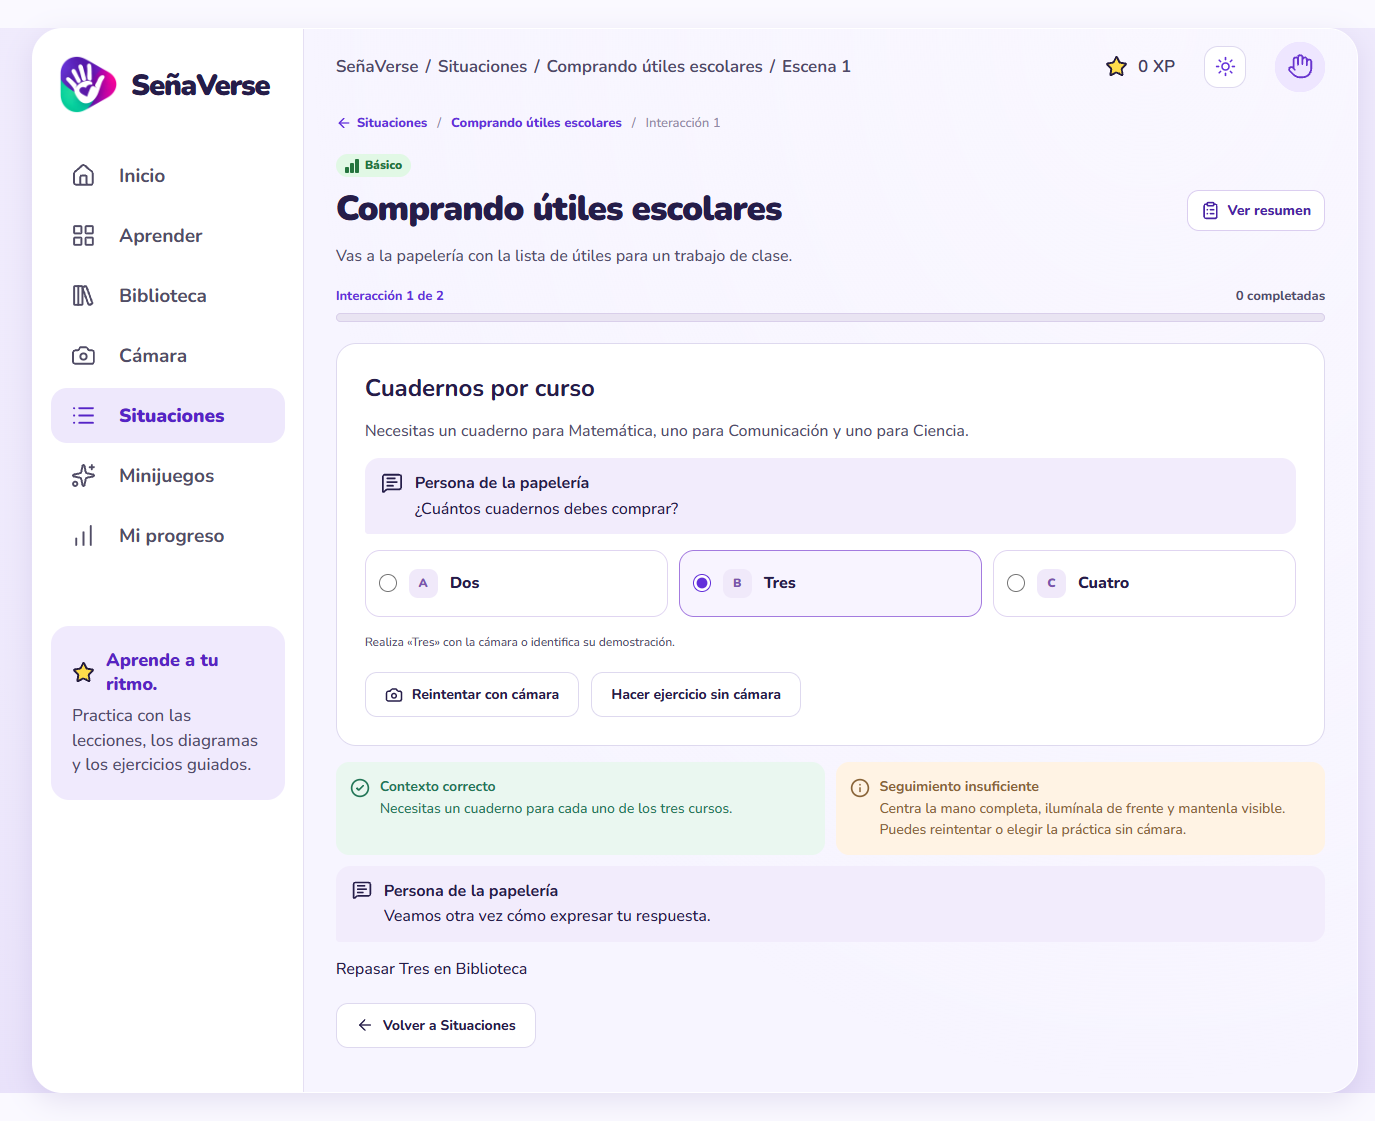 SeñaVerse
Inicio
Aprender
Biblioteca
Cámara
Situaciones
Minijuegos
Mi progreso
Aprende a tu
ritmo.
Practica con las
lecciones, los diagramas
y los ejercicios guiados.
SeñaVerse / Situaciones / Comprando útiles escolares / Escena 1
0 XP
Situaciones / Comprando útiles escolares / Interacción 1
Básico
Comprando útiles escolares
Ver resumen
Vas a la papelería con la lista de útiles para un trabajo de clase.
Interacción 1 de 2
0 completadas
Cuadernos por curso
Necesitas un cuaderno para Matemática, uno para Comunicación y uno para Ciencia.
Persona de la papelería
¿Cuántos cuadernos debes comprar?
A Dos
B Tres
C Cuatro
Realiza «Tres» con la cámara o identifica su demostración.
Reintentar con cámara
Hacer ejercicio sin cámara
Contexto correcto
Necesitas un cuaderno para cada uno de los tres cursos.
Seguimiento insuficiente
Centra la mano completa, ilumínala de frente y mantenla visible.
Puedes reintentar o elegir la práctica sin cámara.
Persona de la papelería
Veamos otra vez cómo expresar tu respuesta.
Repasar Tres en Biblioteca
Volver a Situaciones